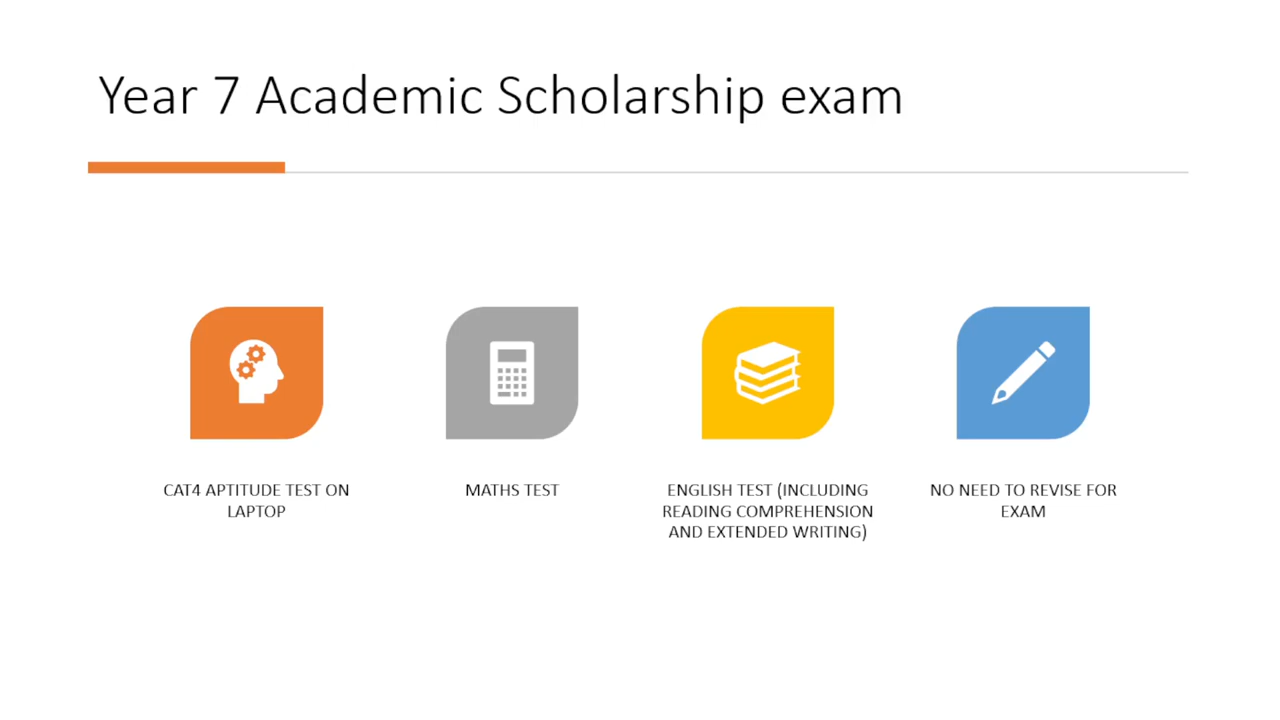 Year 7 Academic Scholarship exam
CAT4 APTITUDE TEST ON
LAPTOP
MATHS TEST
ENGLISH TEST (INCLUDING
READING COMPREHENSION
AND EXTENDED WRITING)
NO NEED TO REVISE FOR
EXAM